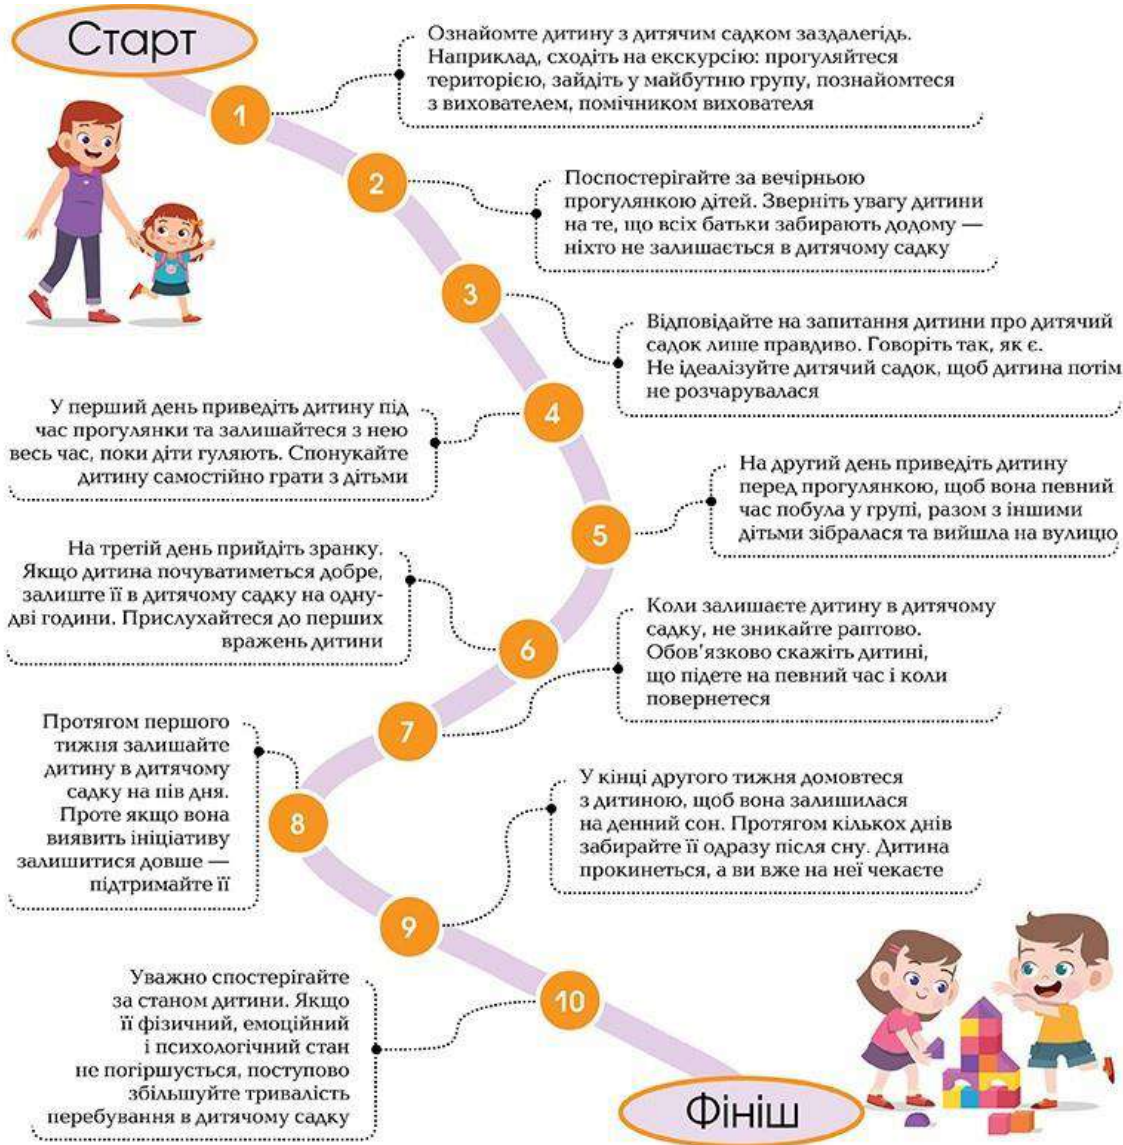 Старт
1
Ознайомте дитину з дитячим садком заздалегідь.
Наприклад, сходіть на екскурсію: прогуляйтеся
територією, зайдіть у майбутню групу, познайомтеся
з вихователем, помічником вихователя
2
Поспостерігайте за вечірньою
прогулянкою дітей. Зверніть увагу дитини
на те, що всіх батьки забирають додому —
ніхто не залишається в дитячому садку
3
Відповідайте на запитання дитини про дитячий
садок лише правдиво. Говоріть так, як є.
Не ідеалізуйте дитячий садок, щоб дитина потім
не розчарувалася
4
У перший день приведіть дитину під
час прогулянки та залишайтеся з нею
весь час, поки діти гуляють. Спонукайте
дитину самостійно грати з дітьми
5
На другий день приведіть дитину
перед прогулянкою, щоб вона певний
час побула у групі, разом з іншими
дітьми зібралася та вийшла на вулицю
6
На третій день прийдіть зранку.
Якщо дитина почуватиметься добре,
залиште її в дитячому садку на одну-
дві години. Прислухайтеся до перших
вражень дитини
7
Коли залишаєте дитину в дитячому
садку, не зникайте раптово.
Обов’язково скажіть дитині,
що підете на певний час і коли
повернетеся
8
Протягом першого
тижня залишайте
дитину в дитячому
садку на пів дня.
Проте якщо вона
виявить ініціативу
залишитися довше —
підтримайте її
9
У кінці другого тижня домовтеся
з дитиною, щоб вона залишилася
на денний сон. Протягом кількох днів
забирайте її одразу після сну. Дитина
прокинеться, а ви вже на неї чекаєте
10
Уважно спостерігайте
за станом дитини. Якщо
її фізичний, емоційний
і психологічний стан
не погіршується, поступово
збільшуйте тривалість
перебування в дитячому садку
Фініш